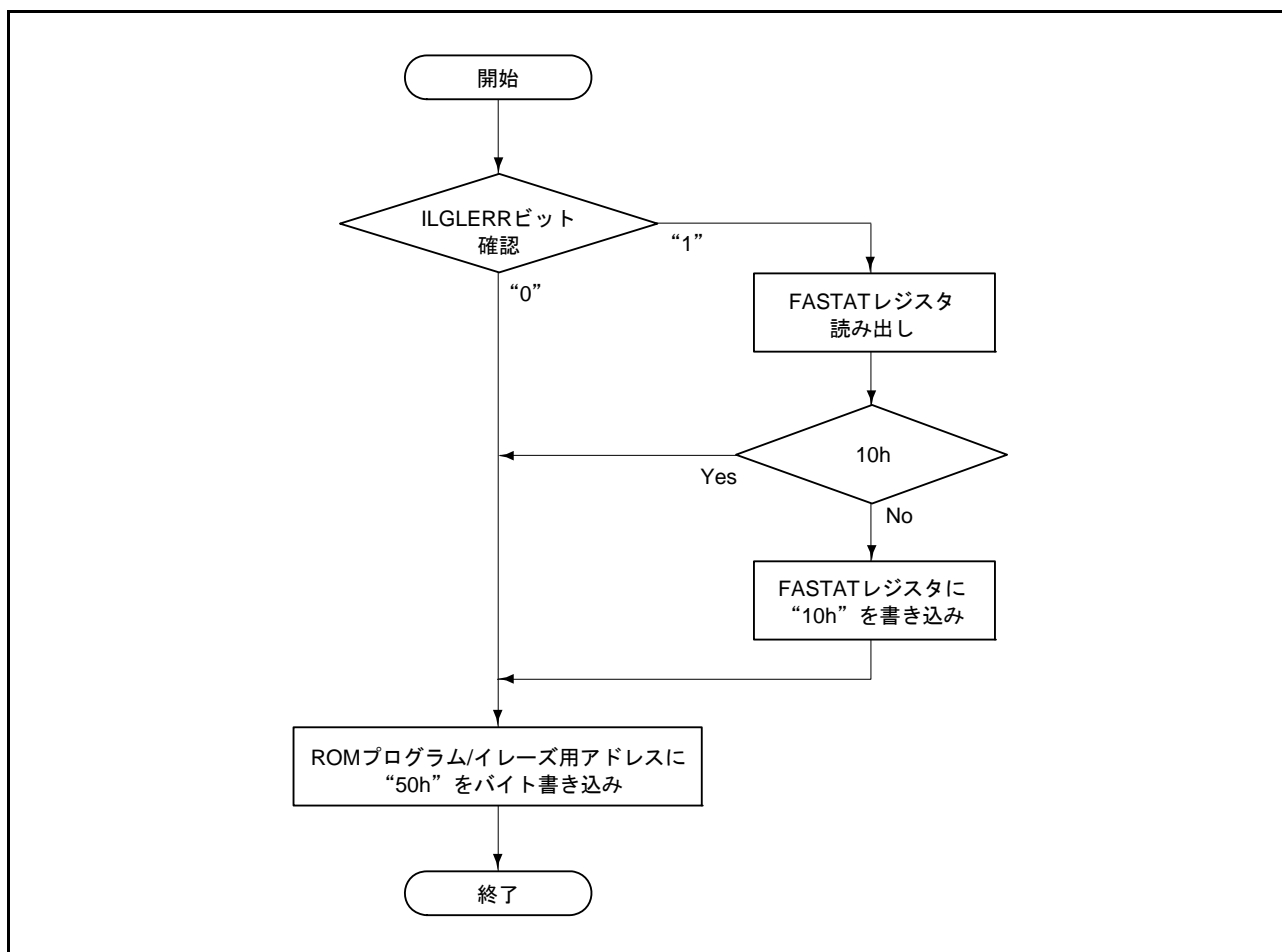 開始
ILGLERRビット
確認
“1”
“0”
FASTATレジスタ
読み出し
10h
Yes
No
FASTATレジスタに
“10h”を書き込み
ROMプログラム/イレーズ用アドレスに
“50h”をバイト書き込み
終了